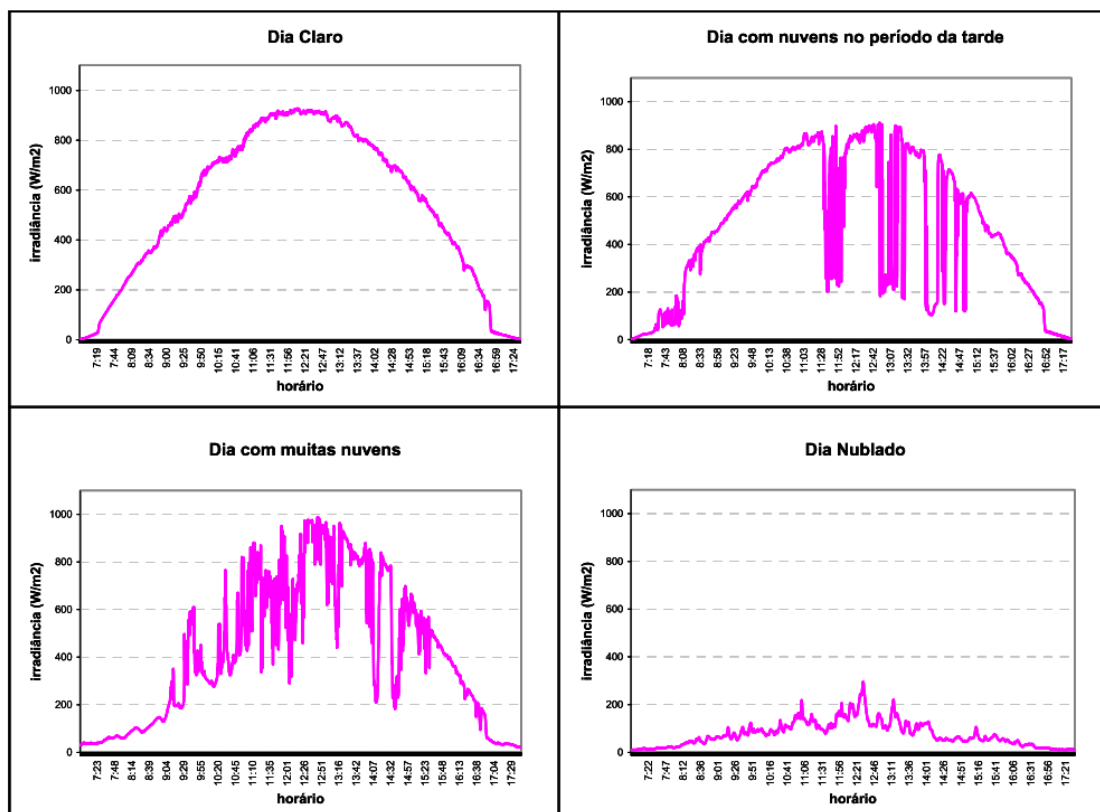 Dia Claro
1000
800
600
400
200
0
irradiância (W/m2)
7:19 7:44 8:09 8:34 9:00 9:25 9:50 10:15 10:41 11:06 11:31 11:56 12:21 12:47 13:12 13:37 14:02 14:28 14:53 15:18 15:43 16:09 16:34 16:59 17:24
horário
Dia com nuvens no período da tarde
1000
800
600
400
200
0
irradiância (W/m2)
7:18 7:43 8:08 8:33 8:58 9:23 9:48 10:13 10:38 11:03 11:28 11:52 12:42 13:07 13:32 13:57 14:22 14:47 15:12 15:37 16:02 16:27 16:52 17:17
horário
Dia com muitas nuvens
1000
800
600
400
200
0
irradiância (W/m2)
7:23 7:48 8:14 8:39 9:04 9:29 9:55 10:20 10:45 11:10 11:35 12:01 12:26 12:51 13:16 13:42 14:07 14:32 14:57 15:23 15:48 16:13 16:38 17:04 17:29
horário
Dia Nublado
1000
800
600
400
200
0
irradiância (W/m2)
7:22 7:47 8:12 8:36 9:01 9:26 9:51 10:16 10:41 11:06 11:31 11:56 12:21 12:46 13:11 13:36 14:01 14:26 14:51 15:16 15:41 16:06 16:31 16:56 17:21
horário